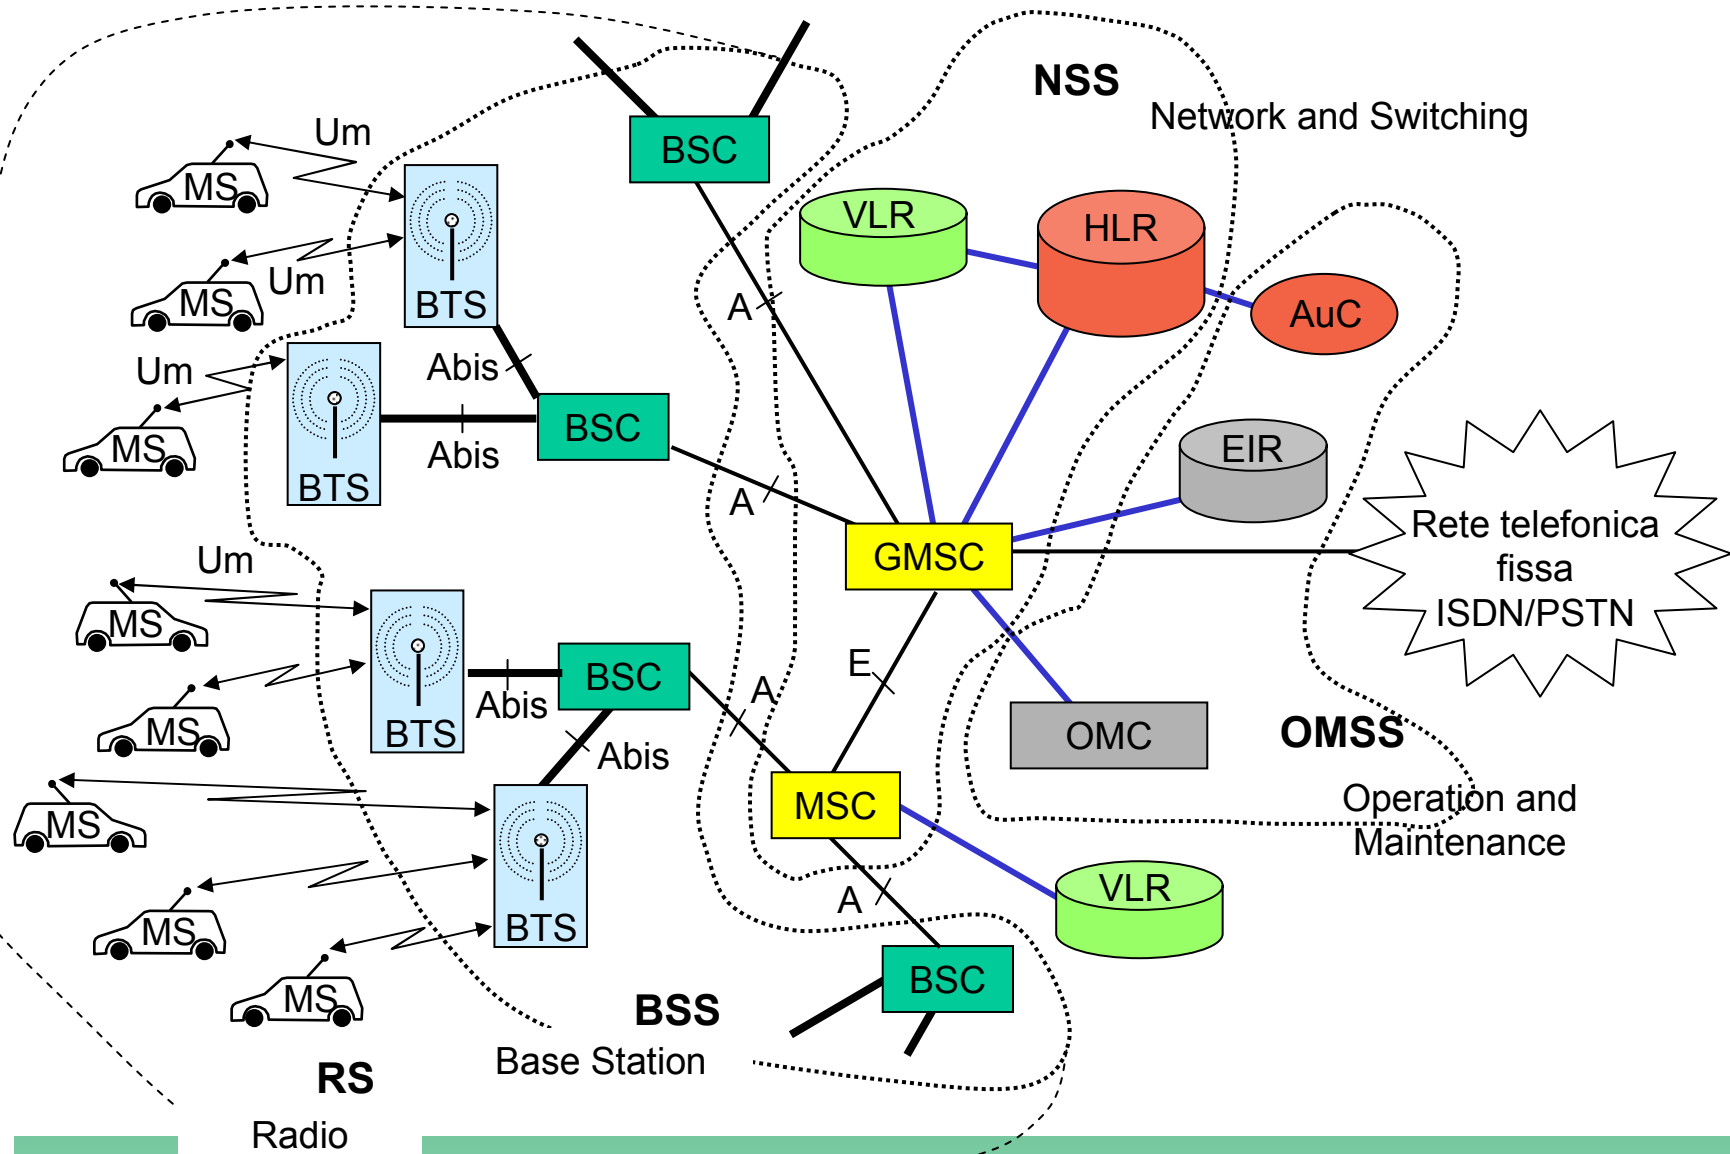 NSS
Network and Switching
BSC
Um
MS
VLR
HLR
MS
Um
BTS
A
AuC
Um
Abis
MS
BSC
EIR
Abis
BTS
A
Rete telefonica
fissa
ISDN/PSTN
GMSC
Um
MS
E
BSC
A
Abis
MS
BTS
OMC
OMSS
Abis
MSC
Operation and
Maintenance
MS
VLR
A
MS
BTS
BSC
MS
BSS
Base Station
RS
Radio